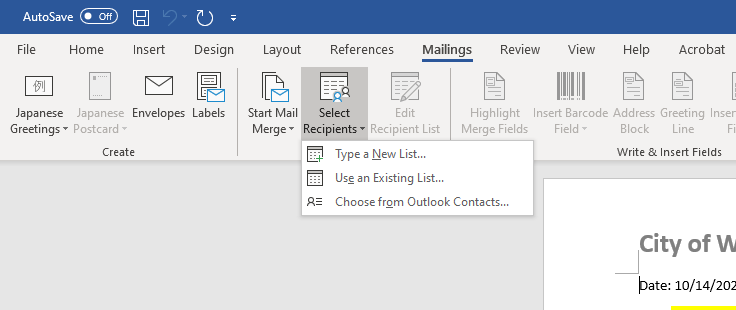 AutoSave Off
File Home Insert Design Layout References Mailings Review View Help Acrobat
例
Japanese Greetings
Japanese Postcard
Envelopes
Labels
Create
Start Mail Merge
Select Recipients
Edit Recipient List
Highlight Merge Fields
Insert Barcode Field
Address Block
Greeting Line
Write & Insert Fields
Type a New List...
Use an Existing List...
Choose from Outlook Contacts...
City of
Date: 10/14/202